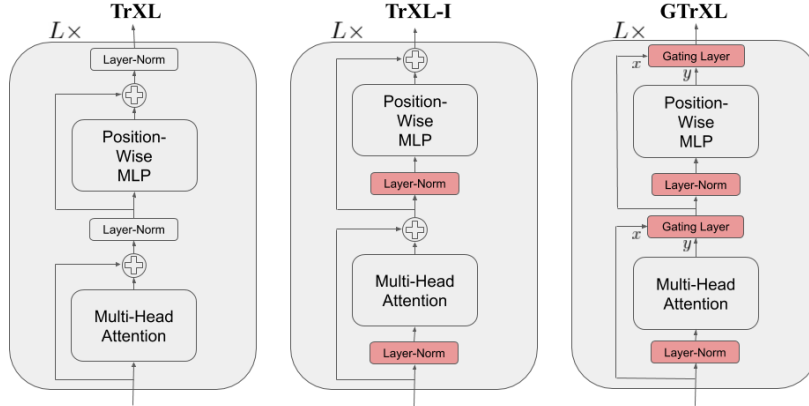 TrXL
L×
Layer-Norm
Position-
Wise
MLP
Layer-Norm
Multi-Head
Attention
TrXL-I
L×
Position-
Wise
MLP
Layer-Norm
Multi-Head
Attention
Layer-Norm
GTrXL
L×
Gating Layer
x
y
Position-
Wise
MLP
Layer-Norm
Gating Layer
x
y
Multi-Head
Attention
Layer-Norm